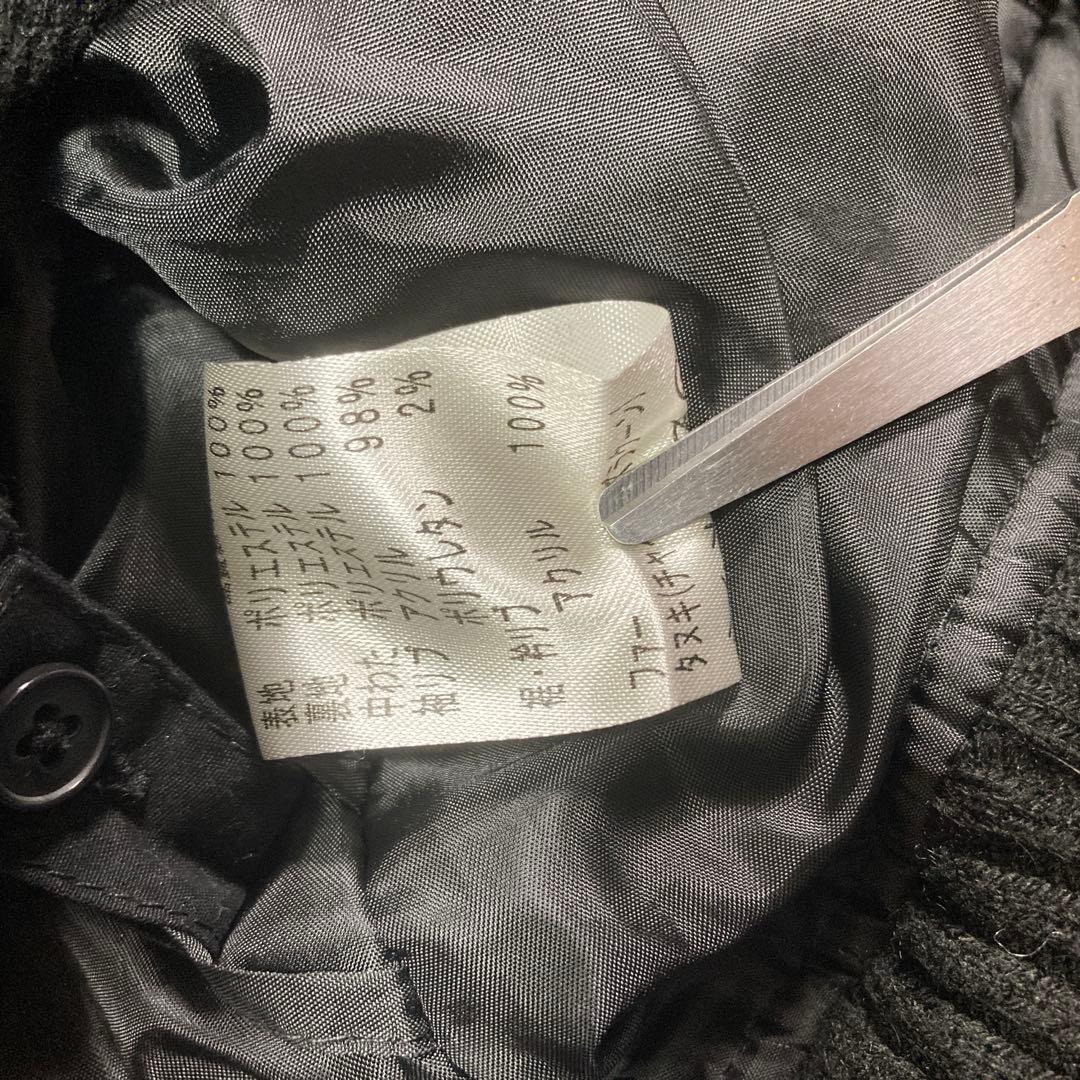 表地 ポリエステル 100%
裏地 ポリエステル 100%
中わた ポリエステル 100%
袖リブ アクリル 98%
ポリウレタン 2%
裾リブ アクリル 100%
ファー
タヌキ(チャ